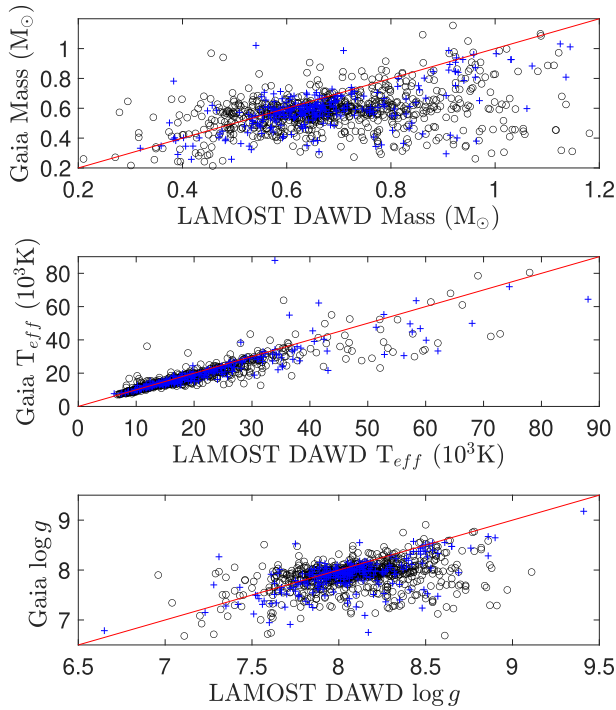 Gaia Mass (M⊙)
1
0.8
0.6
0.4
0.2
0.2 0.4 0.6 0.8 1 1.2
LAMOST DAWD Mass (M⊙)
Gaia T_eff (10³K)
80
60
40
20
0
0 10 20 30 40 50 60 70 80 90
LAMOST DAWD T_eff (10³K)
Gaia log g
9
8
7
6.5 7 7.5 8 8.5 9 9.5
LAMOST DAWD log g